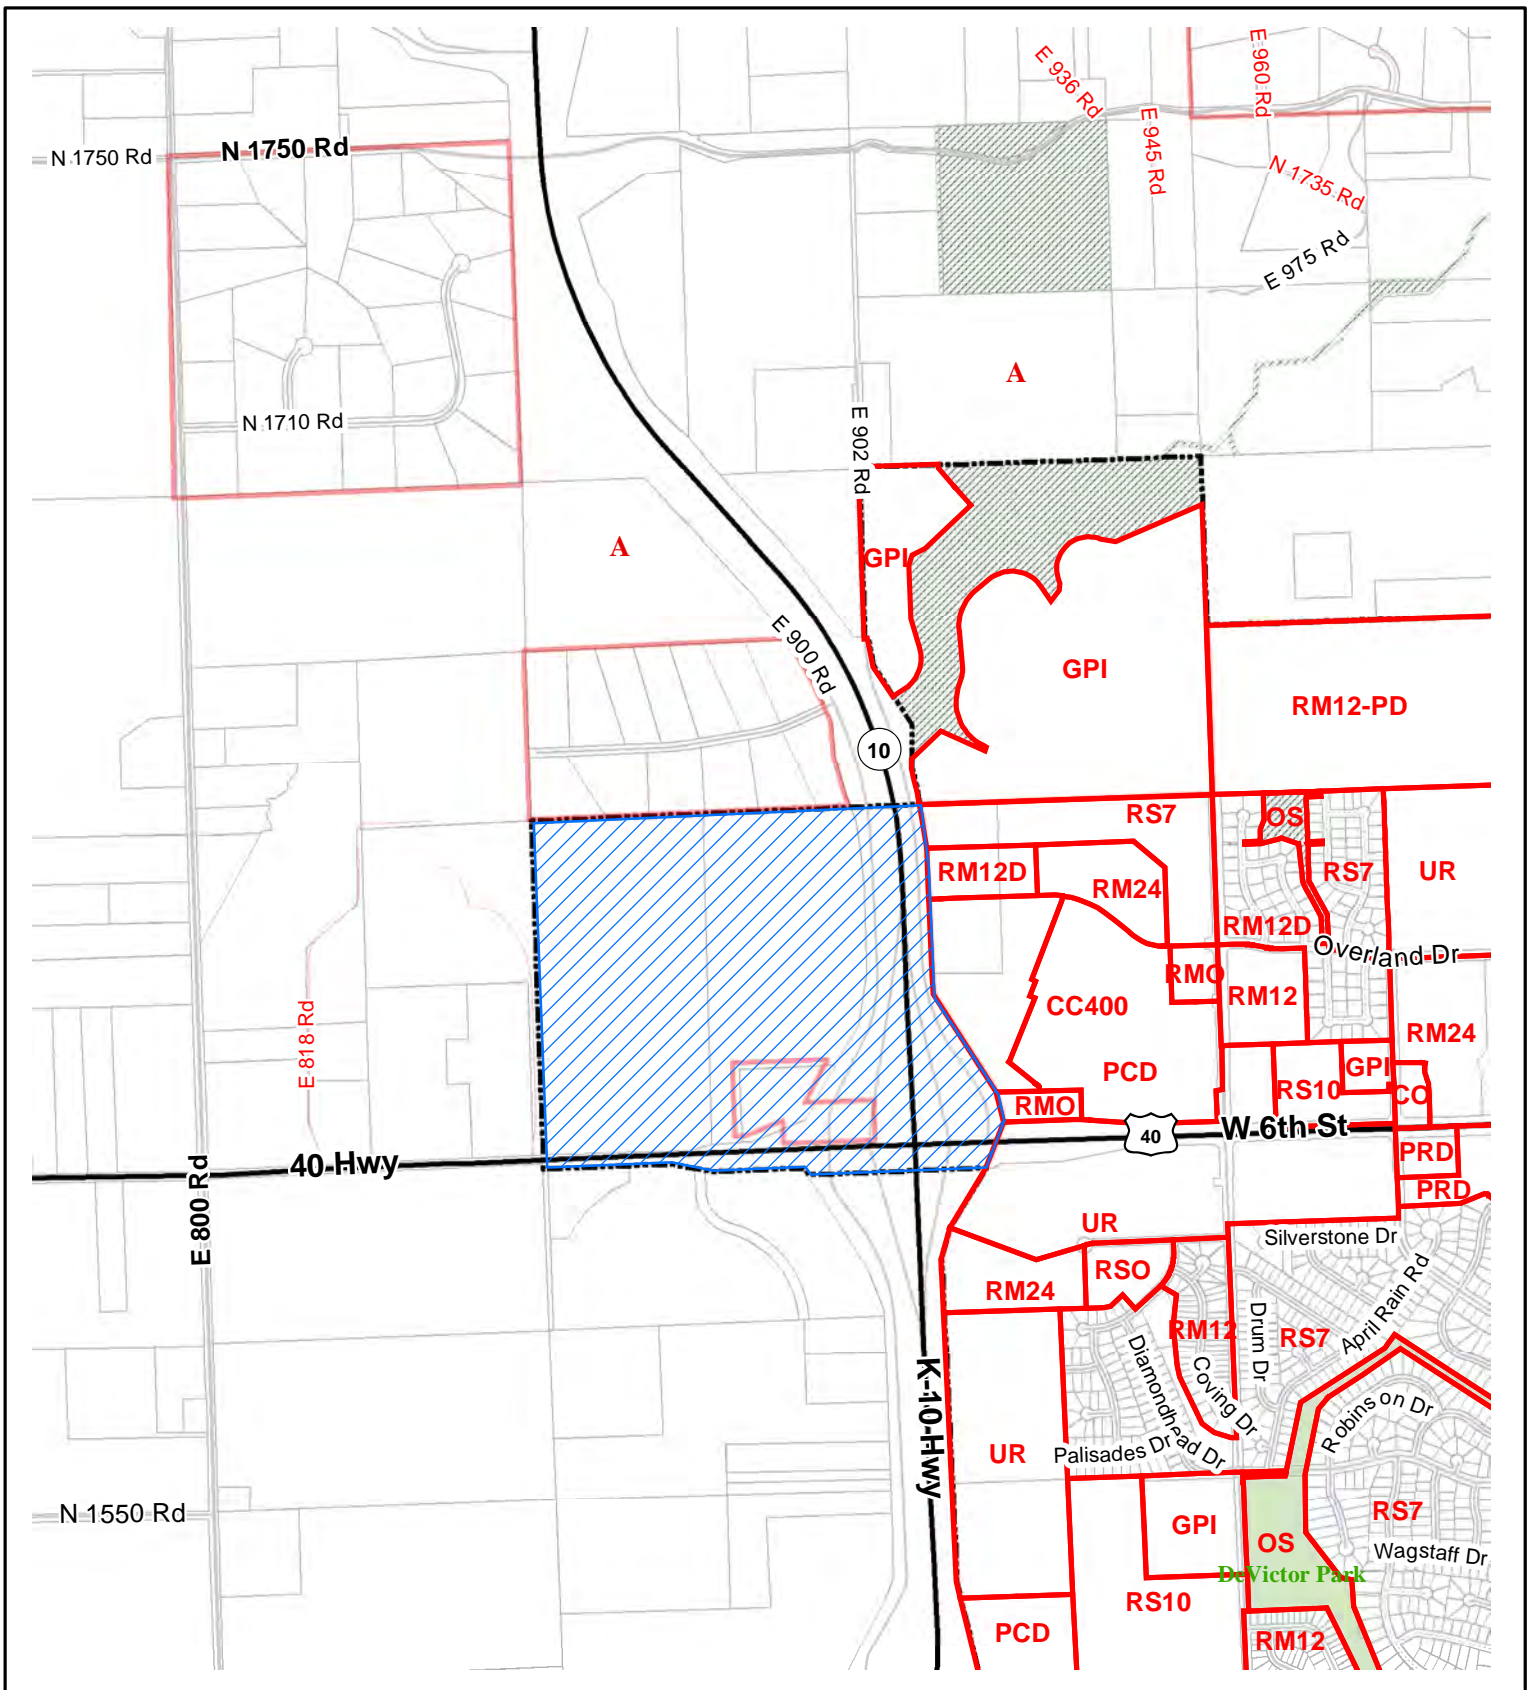 E 936 Rd
E 960 Rd
E 945 Rd
N 1750 Rd
N 1750 Rd
N 1735 Rd
E 975 Rd
A
N 1710 Rd
E 902 Rd
A
GPI
E 900 Rd
GPI
RM12-PD
10
RS7
OS
RM12D
RM24
RS7
UR
RM12D
Overland Dr
RMO
RM12
CC400
E 818 Rd
RM24
PCD
GPI
RS10
CO
RMO
40
W 6th St
40 Hwy
PRD
PRD
E 800 Rd
UR
Silverstone Dr
RSO
RM24
April Rain Rd
Drum Dr
RM12
RS7
Diamondhead Dr
Coving Dr
K-10 Hwy
Robinson Dr
UR
Palisades Dr
N 1550 Rd
GPI
RS7
OS
Wagstaff Dr
DeVictor Park
RS10
PCD
RM12